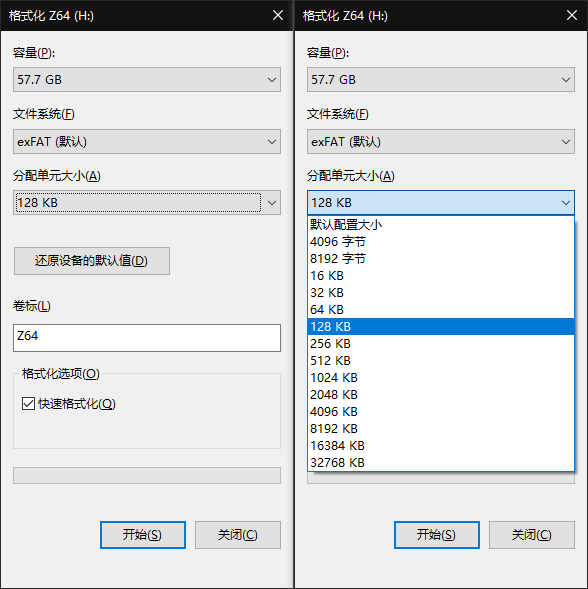 格式化 Z64 (H:)
容量(P):
57.7 GB
文件系统(F)
exFAT (默认)
分配单元大小(A)
128 KB
还原设备的默认值(D)
卷标(L)
Z64
格式化选项(O)
快速格式化(Q)
开始(S)
关闭(C)
格式化 Z64 (H:)
容量(P):
57.7 GB
文件系统(F)
exFAT (默认)
分配单元大小(A)
128 KB
默认配置大小
4096 字节
8192 字节
16 KB
32 KB
64 KB
128 KB
256 KB
512 KB
1024 KB
2048 KB
4096 KB
8192 KB
16384 KB
32768 KB
开始(S)
关闭(C)